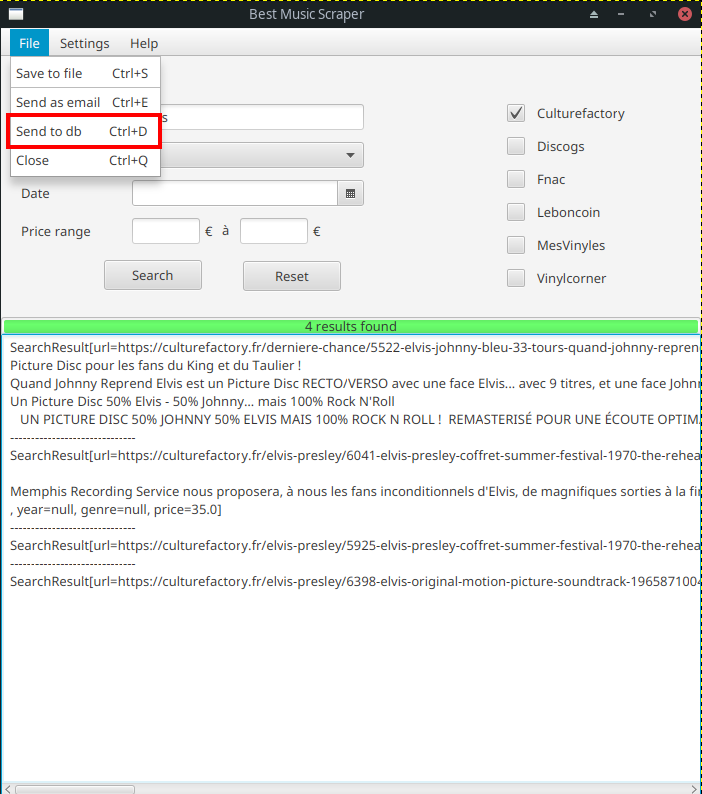 Best Music Scraper
File Settings Help
Save to file Ctrl+S
Send as email Ctrl+E
Send to db Ctrl+D
Close Ctrl+Q
Date
Price range € à €
Search Reset
Culturefactory
Discogs
Fnac
Leboncoin
MesVinyles
Vinylcorner
4 results found
SearchResult[url=https://culturefactory.fr/derniere-chance/5522-elvis-johnny-bleu-33-tours-quand-johnny-repren
Picture Disc pour les fans du King et du Taulier !
Quand Johnny Reprend Elvis est un Picture Disc RECTO/VERSO avec une face Elvis... avec 9 titres, et une face John
Un Picture Disc 50% Elvis - 50% Johnny... mais 100% Rock N'Roll
UN PICTURE DISC 50% JOHNNY 50% ELVIS MAIS 100% ROCK N ROLL ! REMASTERISÉ POUR UNE ÉCOUTE OPTIM
------------------------------
SearchResult[url=https://culturefactory.fr/elvis-presley/6041-elvis-presley-coffret-summer-festival-1970-the-rehea
Memphis Recording Service nous proposera, à nous les fans inconditionnels d'Elvis, de magnifiques sorties à la fi
, year=null, genre=null, price=35.0]
------------------------------
SearchResult[url=https://culturefactory.fr/elvis-presley/5925-elvis-presley-coffret-summer-festival-1970-the-rehea
------------------------------
SearchResult[url=https://culturefactory.fr/elvis-presley/6398-elvis-original-motion-picture-soundtrack-1965871004